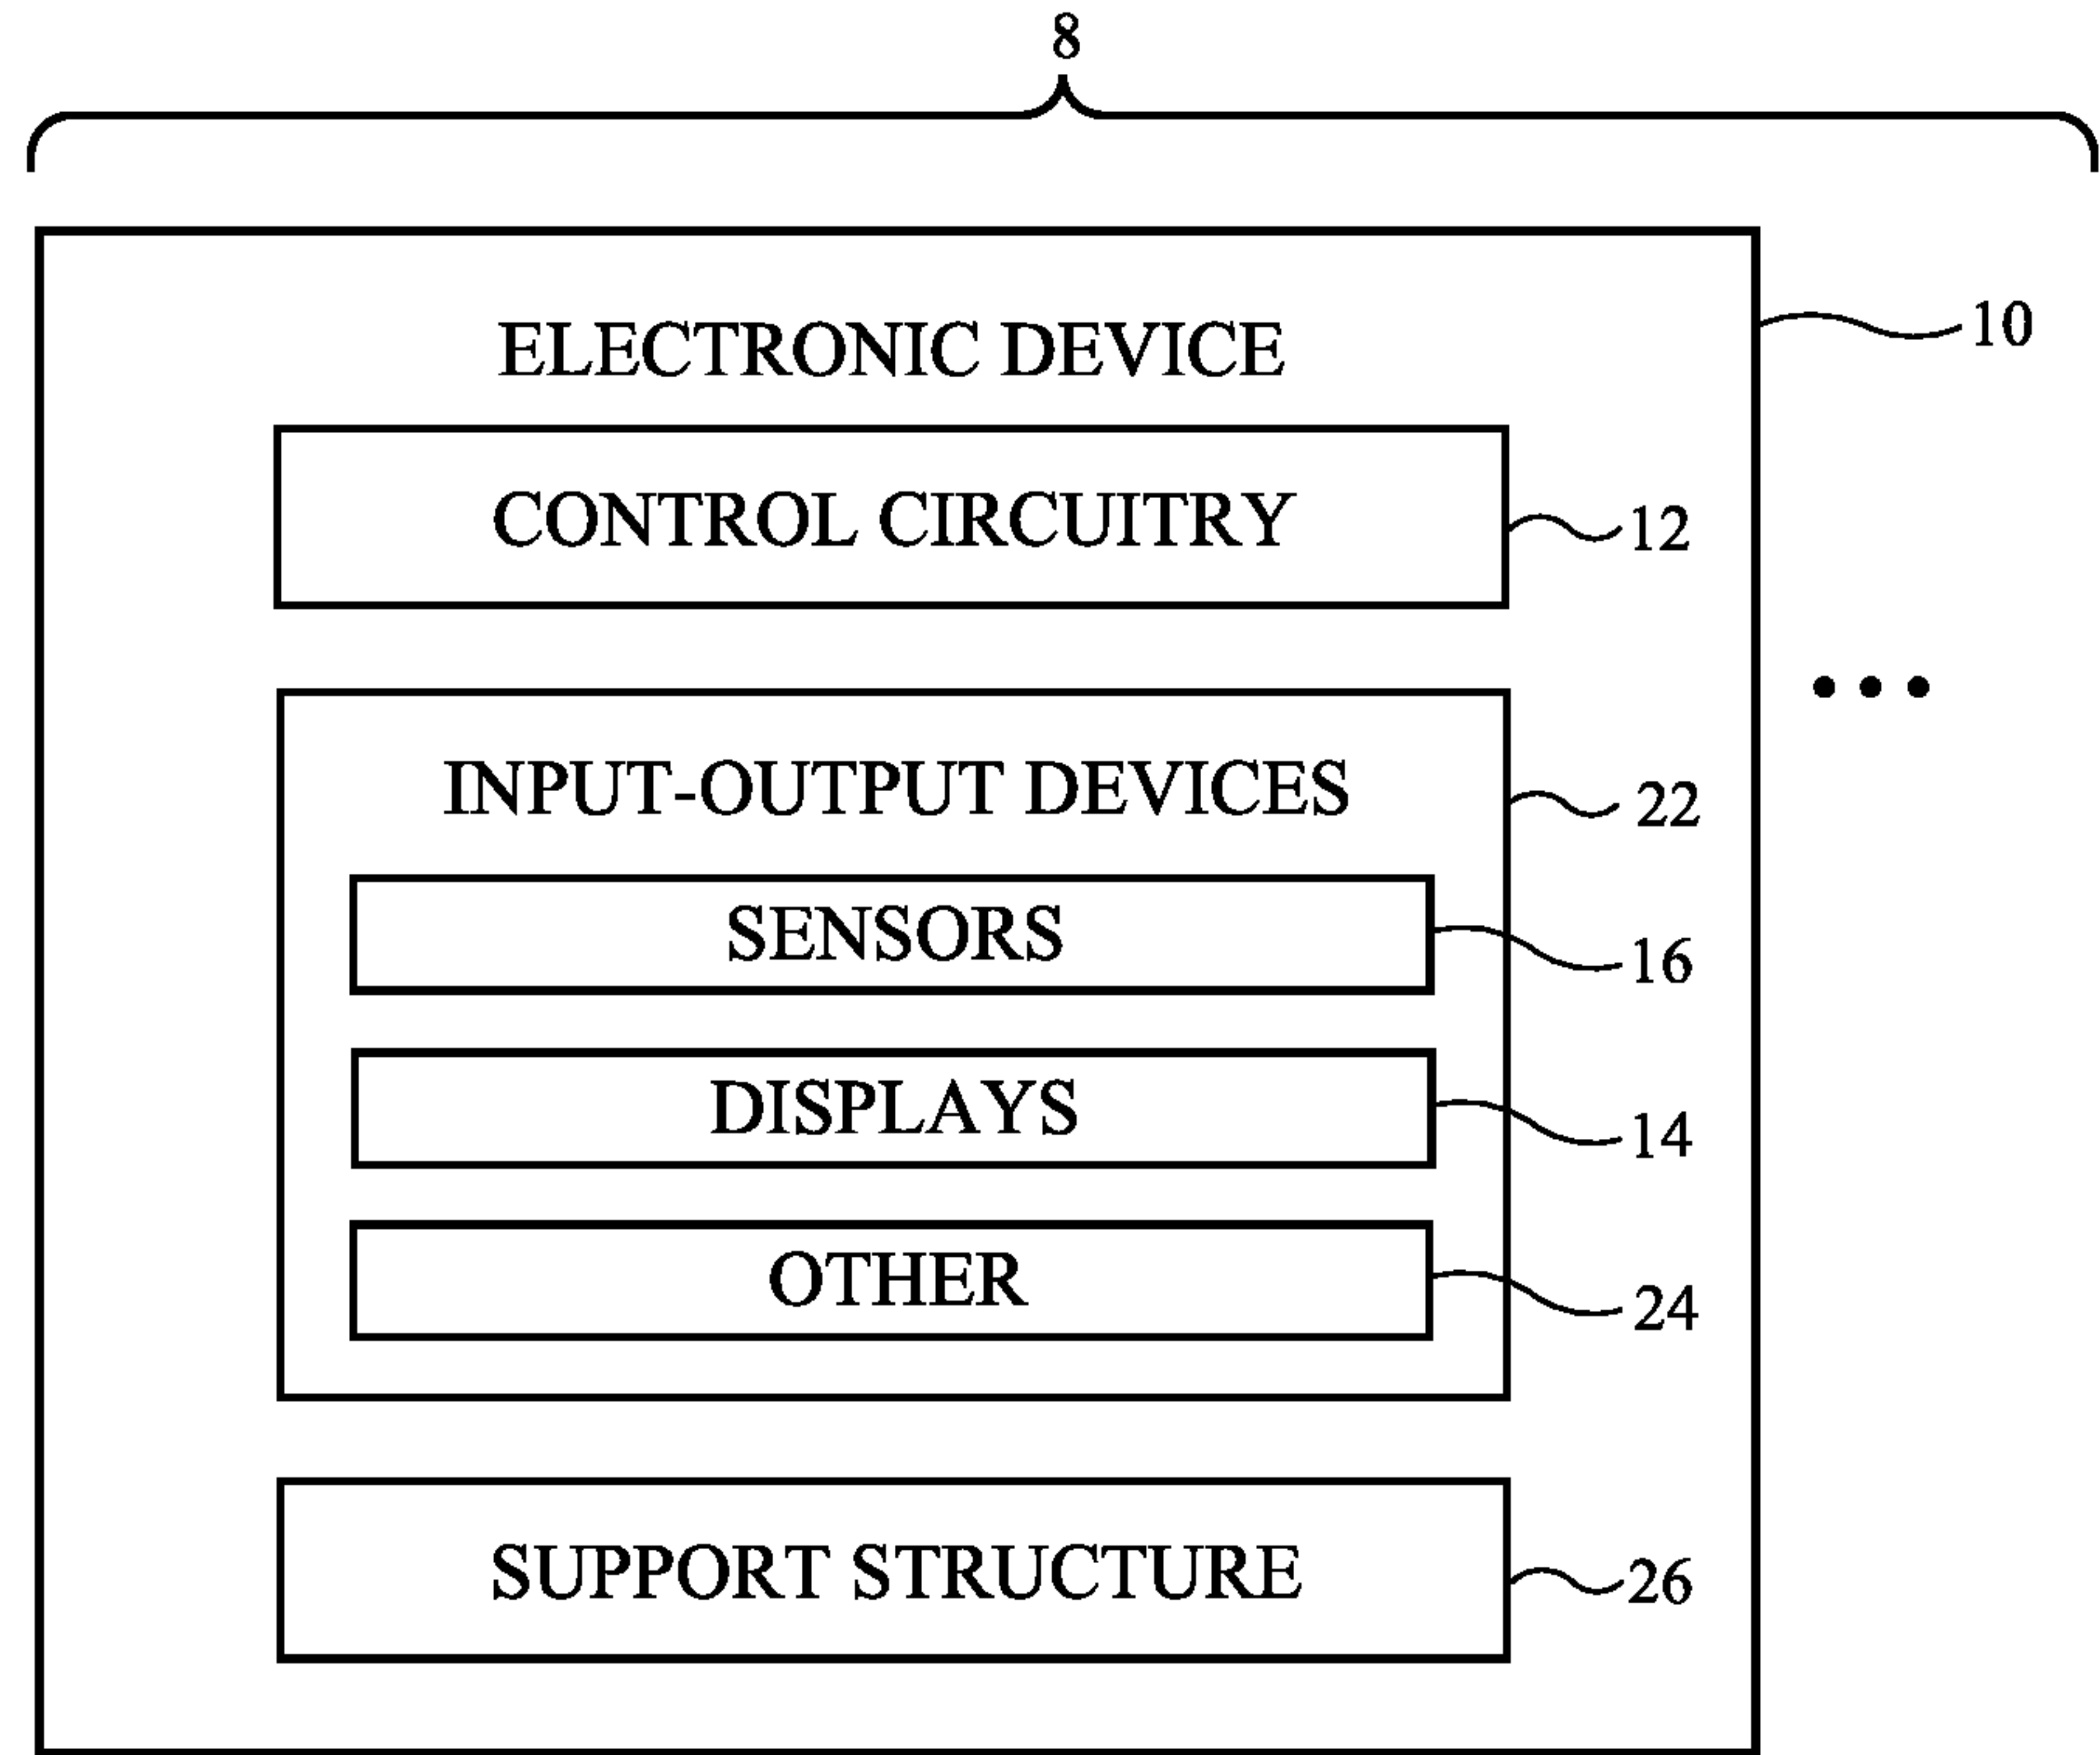 8
ELECTRONIC DEVICE
10
CONTROL CIRCUITRY
12
...
INPUT-OUTPUT DEVICES
22
SENSORS
16
DISPLAYS
14
OTHER
24
SUPPORT STRUCTURE
26